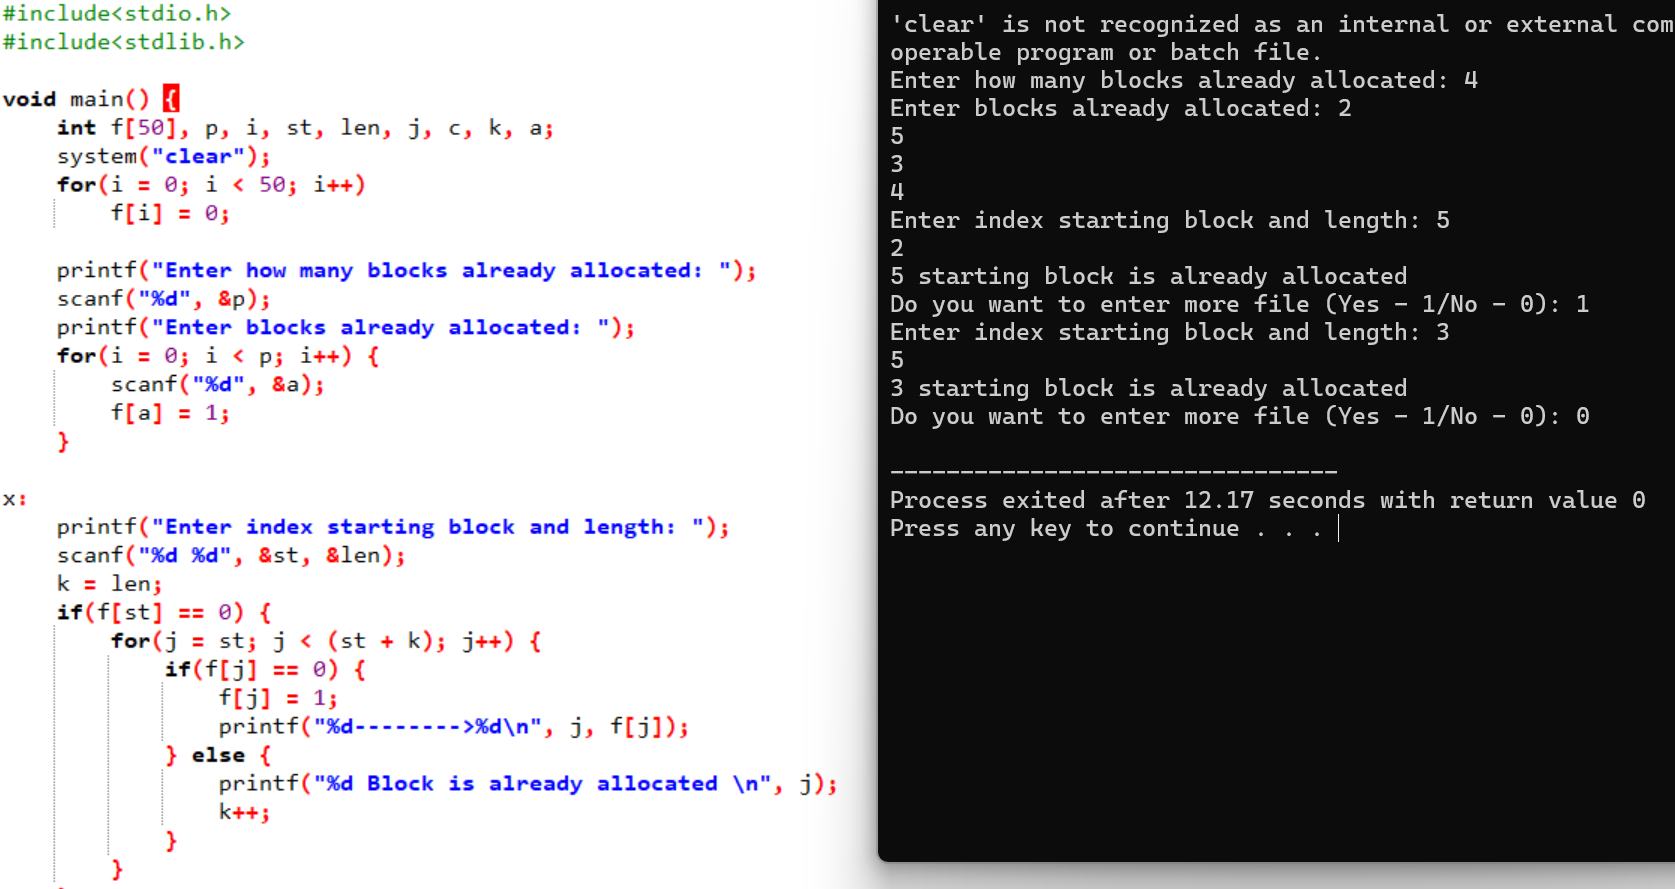 #include<stdio.h>
#include<stdlib.h>
void main() {
    int f[50], p, i, st, len, j, c, k, a;
    system("clear");
    for(i = 0; i < 50; i++)
        f[i] = 0;
    printf("Enter how many blocks already allocated: ");
    scanf("%d", &p);
    printf("Enter blocks already allocated: ");
    for(i = 0; i < p; i++) {
        scanf("%d", &a);
        f[a] = 1;
    }
x:
    printf("Enter index starting block and length: ");
    scanf("%d %d", &st, &len);
    k = len;
    if(f[st] == 0) {
        for(j = st; j < (st + k); j++) {
            if(f[j] == 0) {
                f[j] = 1;
                printf("%d-------->%d\n", j, f[j]);
            } else {
                printf("%d Block is already allocated \n", j);
                k++;
            }
        }
'clear' is not recognized as an internal or external com
operable program or batch file.
Enter how many blocks already allocated: 4
Enter blocks already allocated: 2
5
3
4
Enter index starting block and length: 5
2
5 starting block is already allocated
Do you want to enter more file (Yes - 1/No - 0): 1
Enter index starting block and length: 3
5
3 starting block is already allocated
Do you want to enter more file (Yes - 1/No - 0): 0
--------------------------------
Process exited after 12.17 seconds with return value 0
Press any key to continue . . .